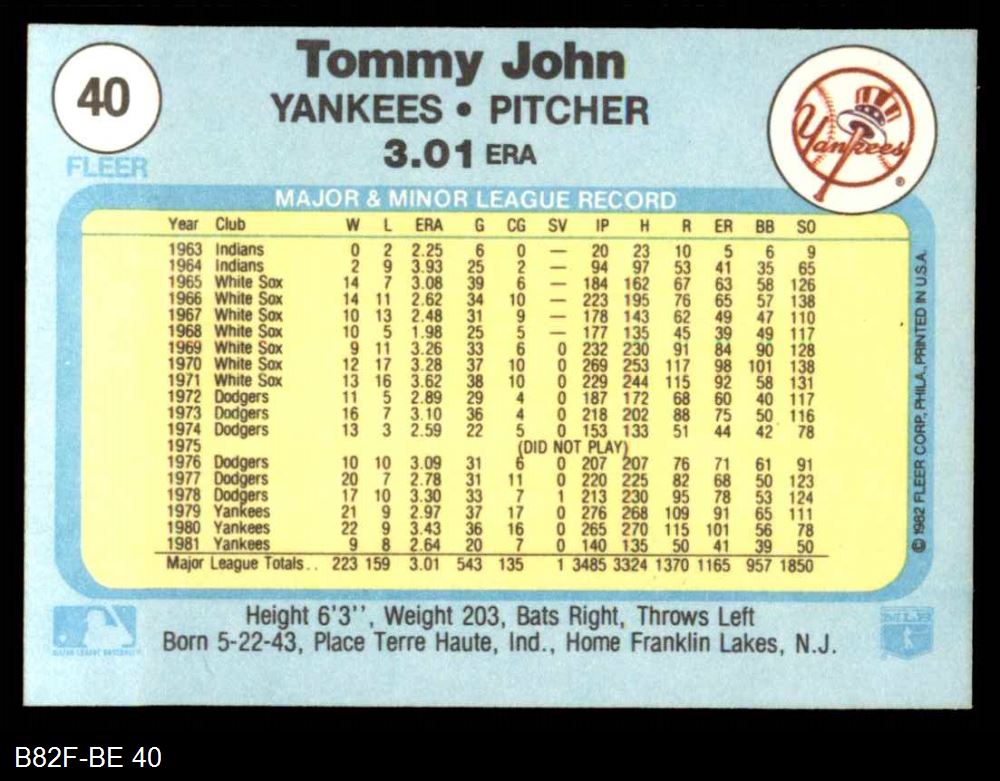 40
FLEER
Tommy John
YANKEES • PITCHER
3.01 ERA
Yankees
®
MAJOR & MINOR LEAGUE RECORD
Year Club W L ERA G CG SV IP H R ER BB SO
1963 Indians 0 2 2.25 6 0 — 20 23 10 5 6 9
1964 Indians 2 9 3.93 25 2 — 94 97 53 41 35 65
1965 White Sox 14 7 3.08 39 6 — 184 162 67 63 58 126
1966 White Sox 14 11 2.62 34 10 — 223 195 76 65 57 138
1967 White Sox 10 13 2.48 31 9 — 178 143 62 49 47 110
1968 White Sox 10 5 1.98 25 5 — 177 135 45 39 49 117
1969 White Sox 9 11 3.26 33 6 0 232 230 91 84 90 128
1970 White Sox 12 17 3.28 37 10 0 269 253 117 98 101 138
1971 White Sox 13 16 3.62 38 10 0 229 244 115 92 58 131
1972 Dodgers 11 5 2.89 29 4 0 187 172 68 60 40 117
1973 Dodgers 16 7 3.10 36 4 0 218 202 88 75 50 116
1974 Dodgers 13 3 2.59 22 5 0 153 133 51 44 42 78
1975 (DID NOT PLAY)
1976 Dodgers 10 10 3.09 31 6 0 207 207 76 71 61 91
1977 Dodgers 20 7 2.78 31 11 0 220 225 82 68 50 123
1978 Dodgers 17 10 3.30 33 7 1 213 230 95 78 53 124
1979 Yankees 21 9 2.97 37 17 0 276 268 109 91 65 111
1980 Yankees 22 9 3.43 36 16 0 265 270 115 101 56 78
1981 Yankees 9 8 2.64 20 7 0 140 135 50 41 39 50
Major League Totals.. 223 159 3.01 543 135 1 3485 3324 1370 1165 957 1850
© 1982 FLEER CORP., PHILA., PRINTED IN U.S.A.
Height 6'3'', Weight 203, Bats Right, Throws Left
Born 5-22-43, Place Terre Haute, Ind., Home Franklin Lakes, N.J.
MAJOR LEAGUE BASEBALL
MLB
B82F-BE 40